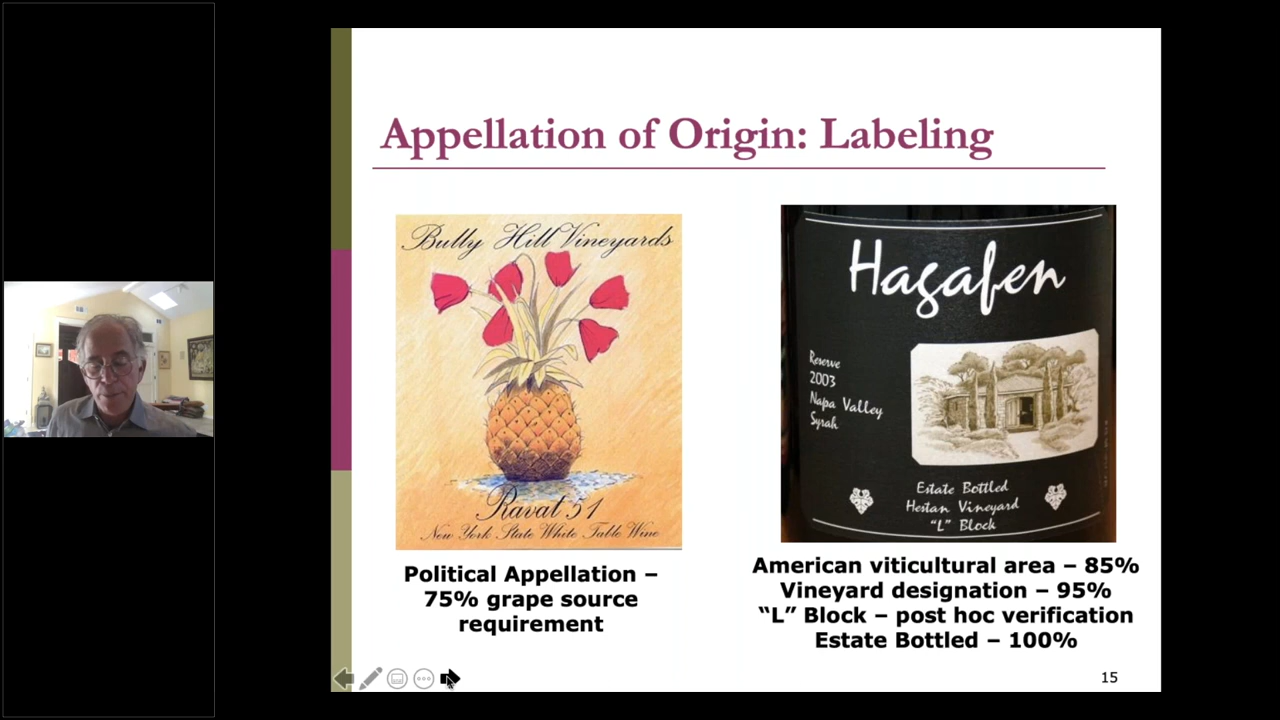 Appellation of Origin: Labeling
Bully Hill Vineyards
Ravat 51
New York State White Table Wine
Political Appellation –
75% grape source
requirement
Hagafen
Reserve
2003
Napa Valley
Syrah
Estate Bottled
Hestan Vineyard
"L" Block
American viticultural area – 85%
Vineyard designation – 95%
“L” Block – post hoc verification
Estate Bottled – 100%
15